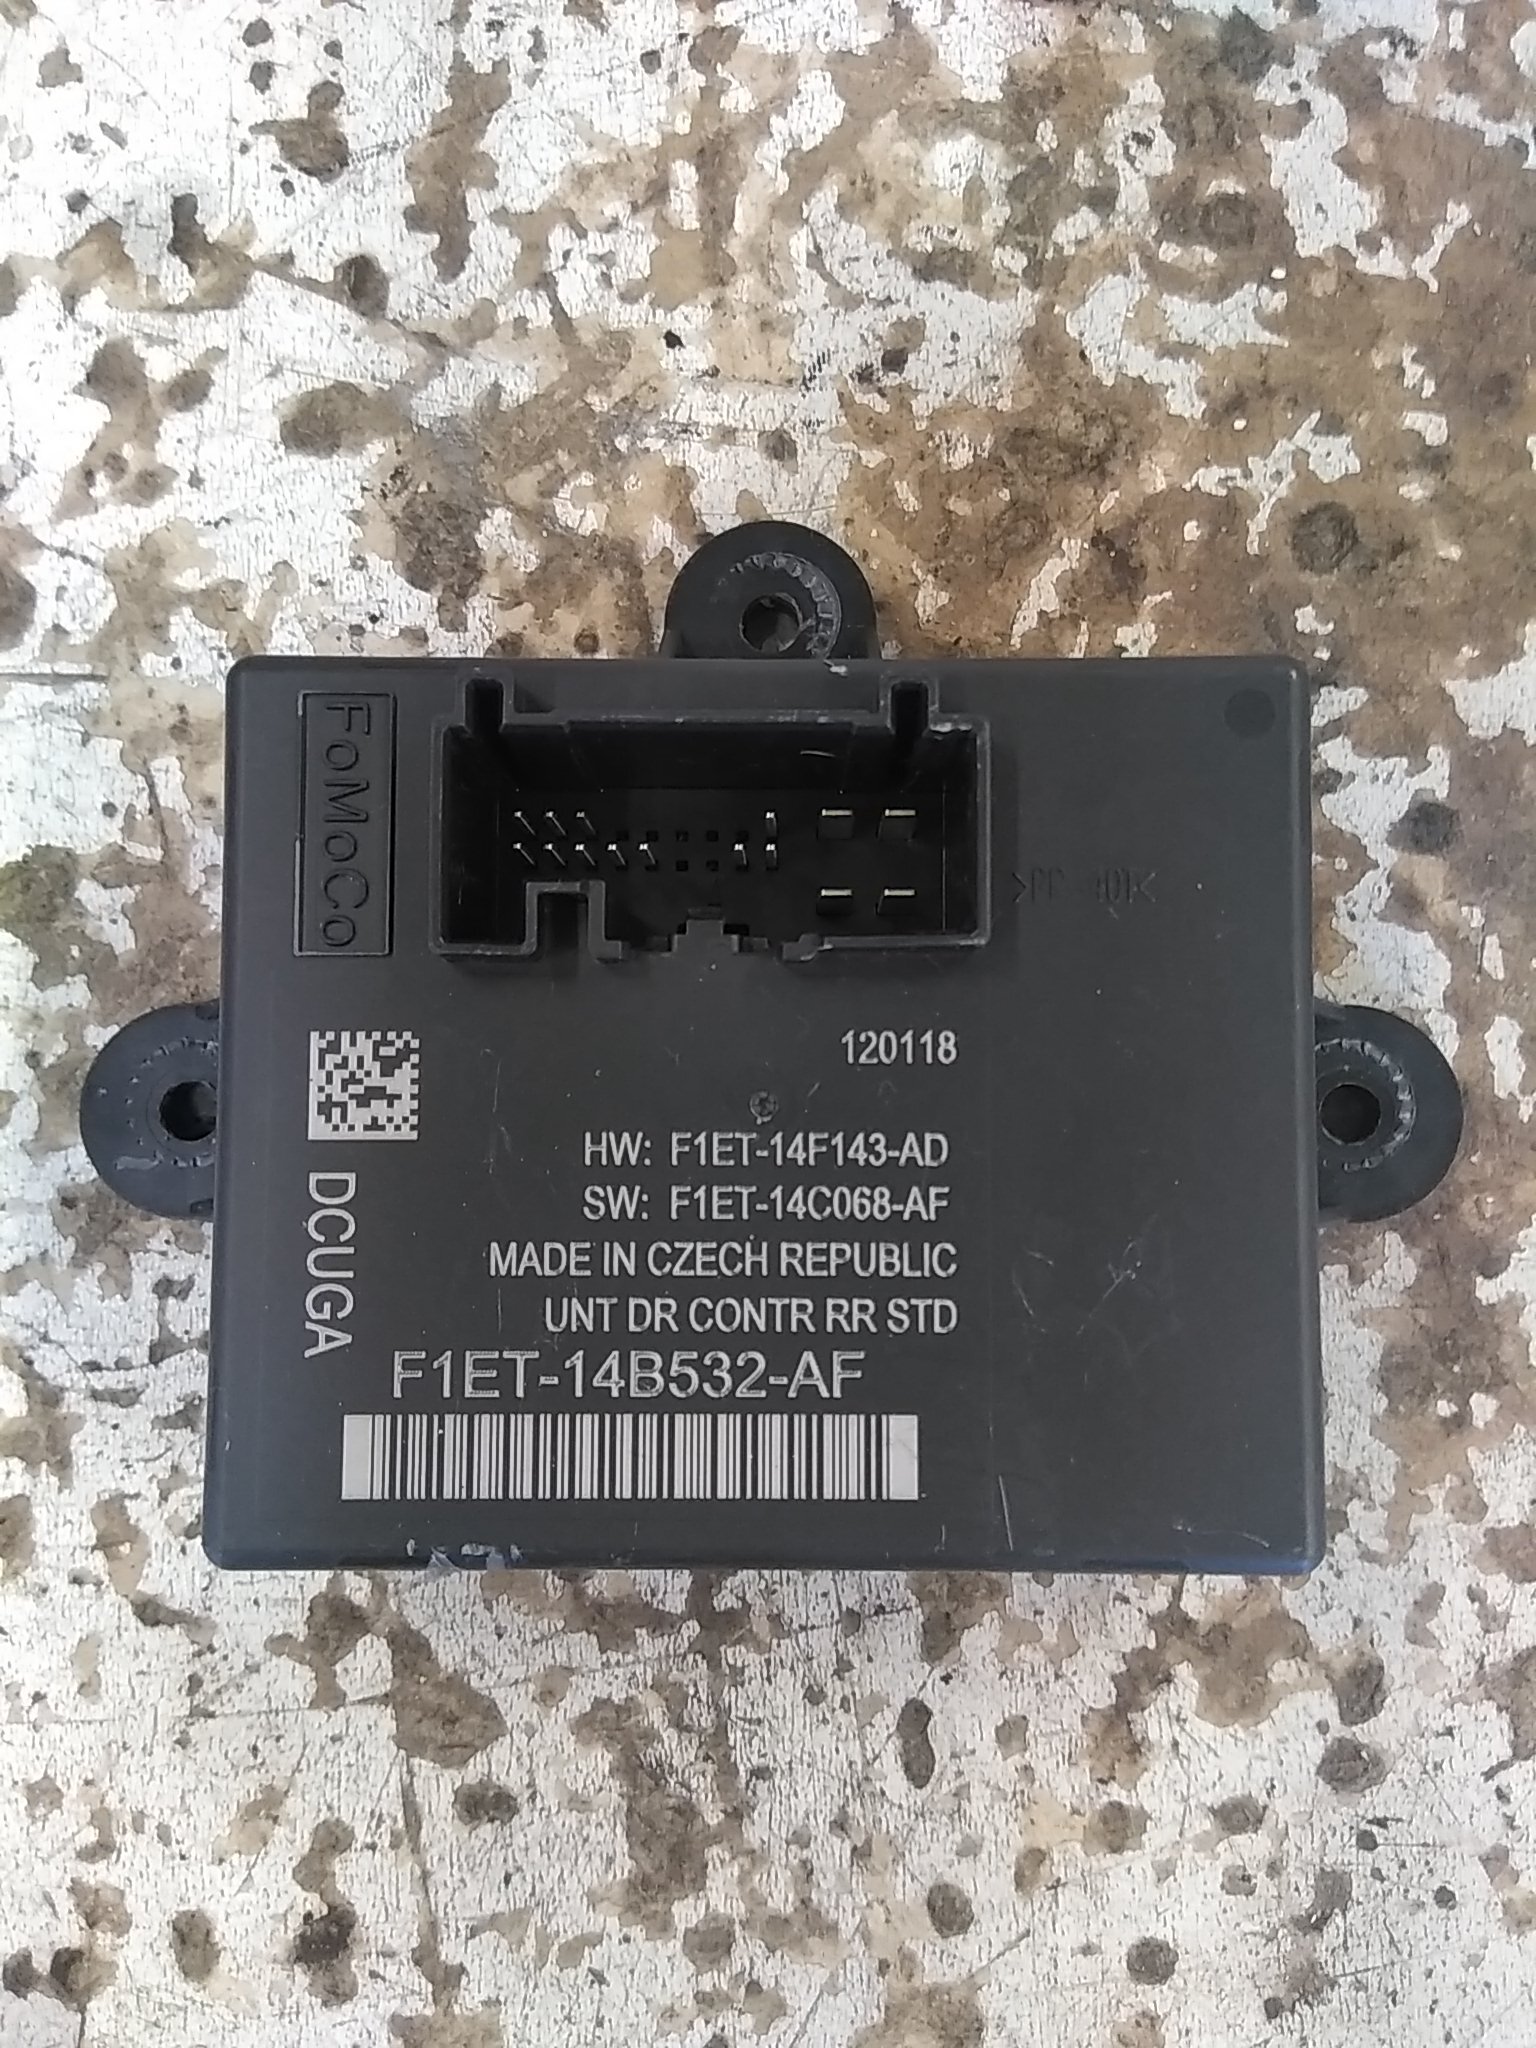 FoMoCo
120118
HW: F1ET-14F143-AD
SW: F1ET-14C068-AF
MADE IN CZECH REPUBLIC
UNT DR CONTR RR STD
DCUGA
F1ET-14B532-AF